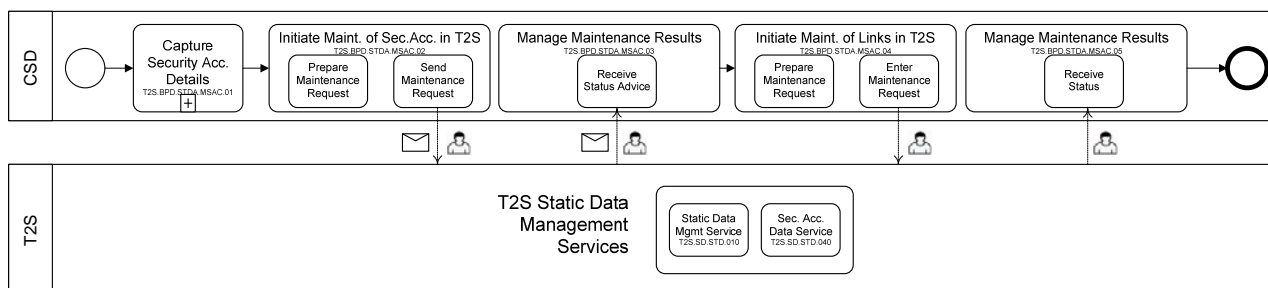 CSD
Capture
Security Acc.
Details
T2S.BPD.STDA.MSAC.01
+
Initiate Maint. of Sec.Acc. in T2S
T2S.BPD.STDA.MSAC.02
Prepare
Maintenance
Request
Send
Maintenance
Request
Manage Maintenance Results
T2S.BPD.STDA.MSAC.03
Receive
Status Advice
Initiate Maint. of Links in T2S
T2S.BPD.STDA.MSAC.04
Prepare
Maintenance
Request
Enter
Maintenance
Request
Manage Maintenance Results
T2S.BPD.STDA.MSAC.05
Receive
Status
T2S
T2S Static Data
Management
Services
Static Data
Mgmt Service
T2S.SD.STD.010
Sec. Acc.
Data Service
T2S.SD.STD.040